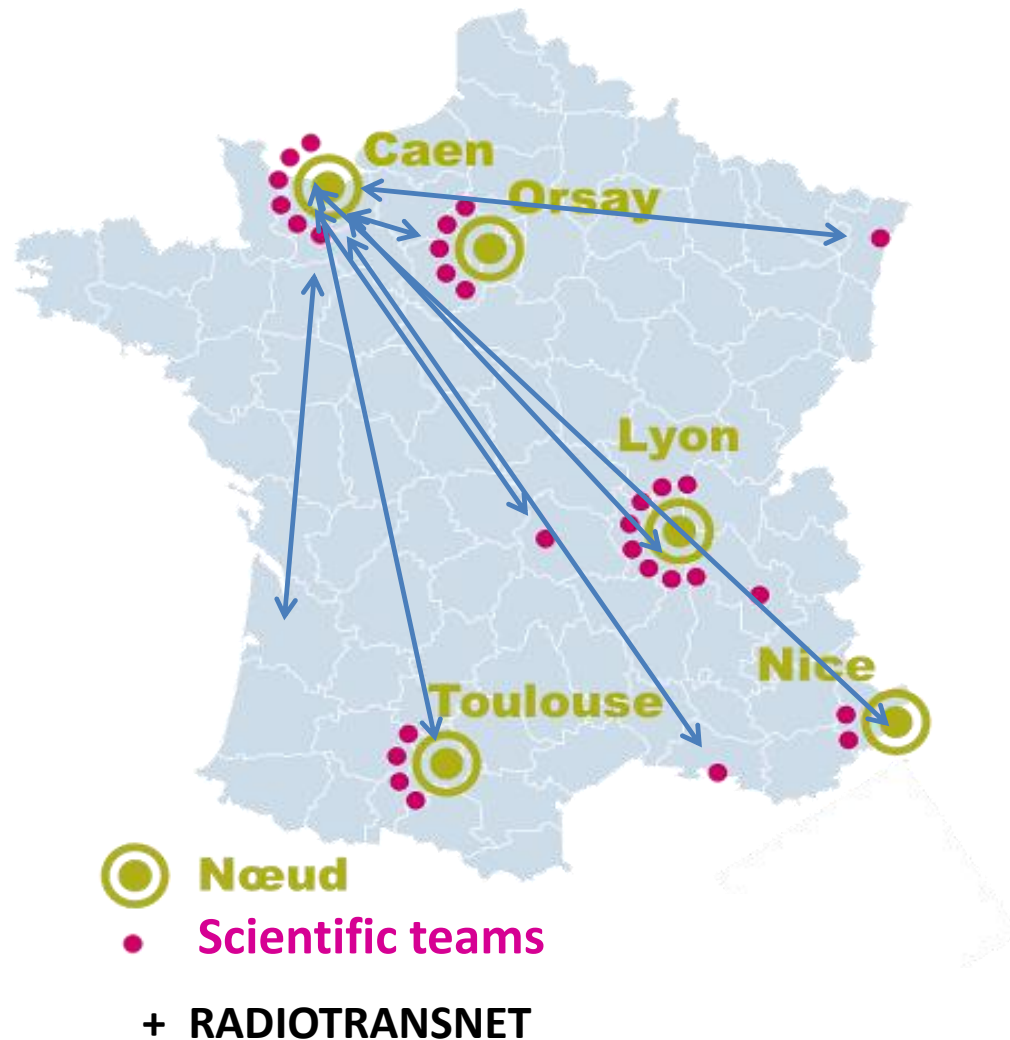 Caen
Orsay
Lyon
Nice
Toulouse
Nœud
Scientific teams
+ RADIOTRANSNET